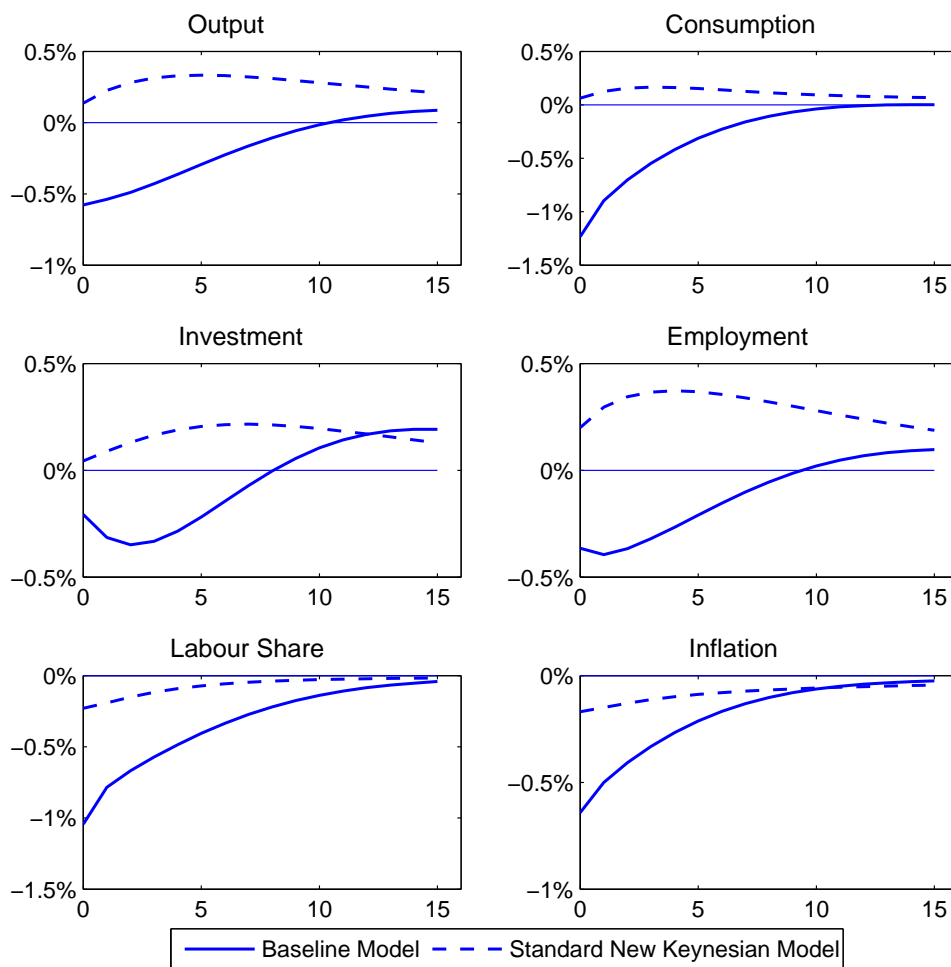 Output
0.5%
0%
−0.5%
−1%
0 5 10 15
Consumption
0.5%
0%
−0.5%
−1%
−1.5%
0 5 10 15
Investment
0.5%
0%
−0.5%
0 5 10 15
Employment
0.5%
0%
−0.5%
0 5 10 15
Labour Share
0%
−0.5%
−1%
−1.5%
0 5 10 15
Inflation
0%
−0.5%
−1%
0 5 10 15
Baseline Model Standard New Keynesian Model